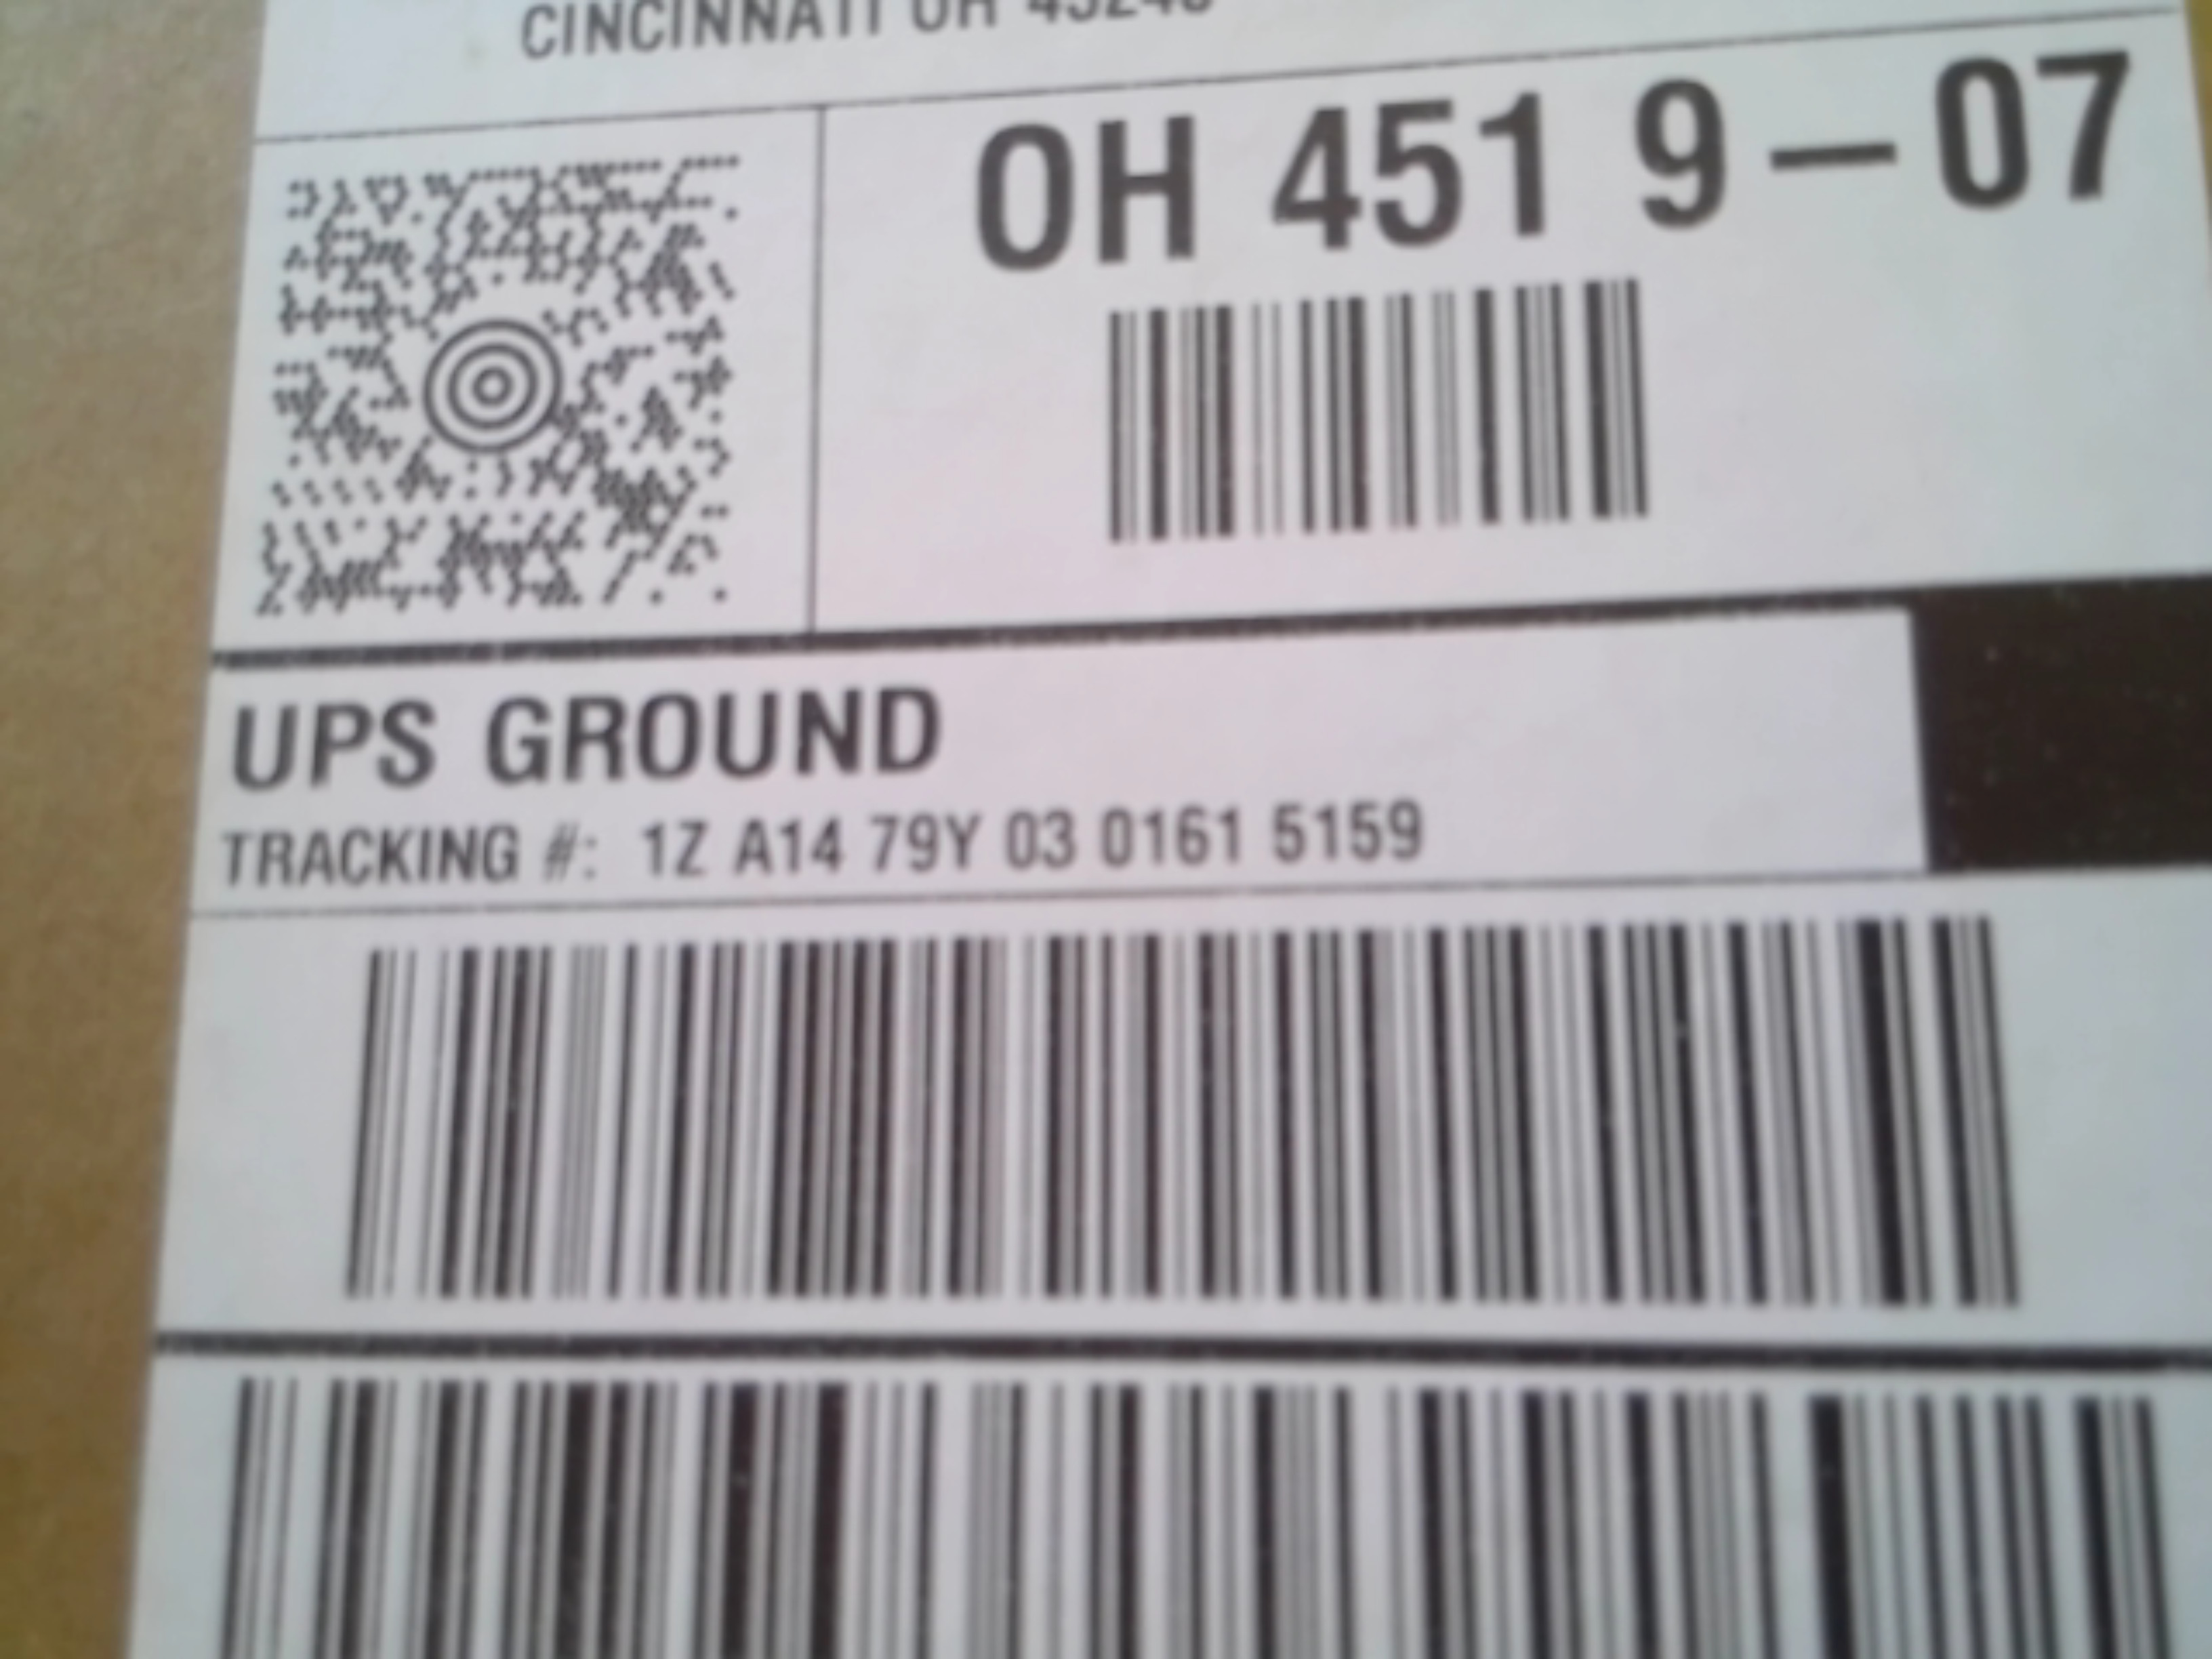 CINCINNATI OH
OH 451 9-07
UPS GROUND
TRACKING #: 1Z A14 79Y 03 0161 5159